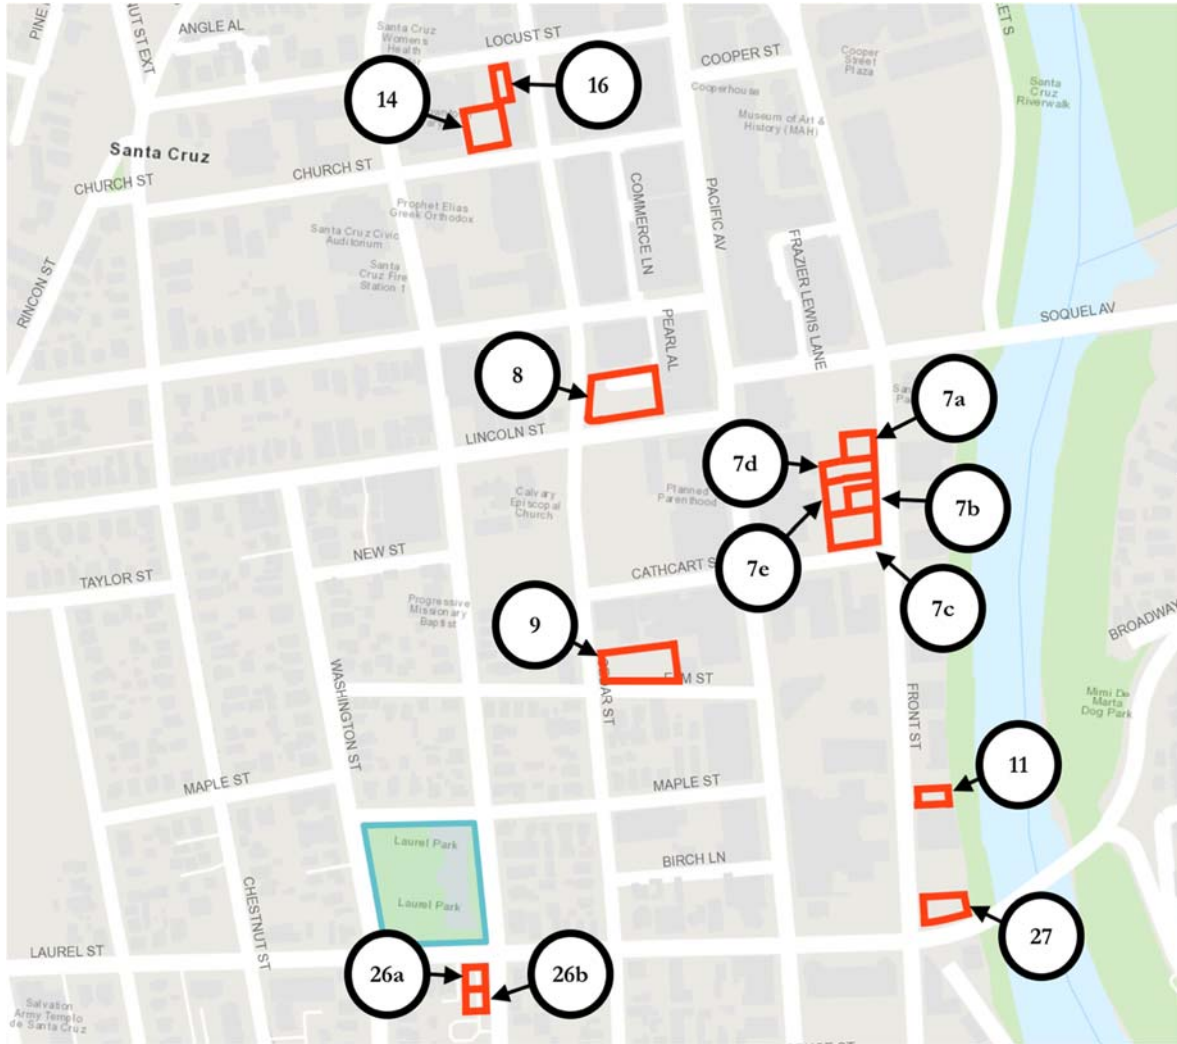 PINE
ANGLE AL
Santa Cruz
Womens
Health
LOCUST ST
COOPER ST
Cooper
Street
Plaza
Cooperhouse
Museum of Art &
History (MAH)
Santa
Cruz
Riverwalk
14
16
Santa Cruz
CHURCH ST
CHURCH ST
Prophet Elias
Greek Orthodox
Santa Cruz Civic
Auditorium
Santa
Cruz Fire
Station 1
COMMERCE LN
PACIFIC AV
FRAZIER LEWIS LANE
RINCON ST
SOQUEL AV
PEARL AL
8
LINCOLN ST
7a
7d
7b
7e
7c
Calvary
Episcopal
Church
Planned
Parenthood
NEW ST
CATHCART S
TAYLOR ST
Progressive
Missionary
Baptist
9
WASHINGTON ST
BROADWAY
Mimi De
Marta
Dog Park
FRONT ST
11
MAPLE ST
MAPLE ST
Laurel Park
Laurel Park
BIRCH LN
CHESTNUT ST
LAUREL ST
27
26a
26b
Salvation
Army Templo
de Santa Cruz